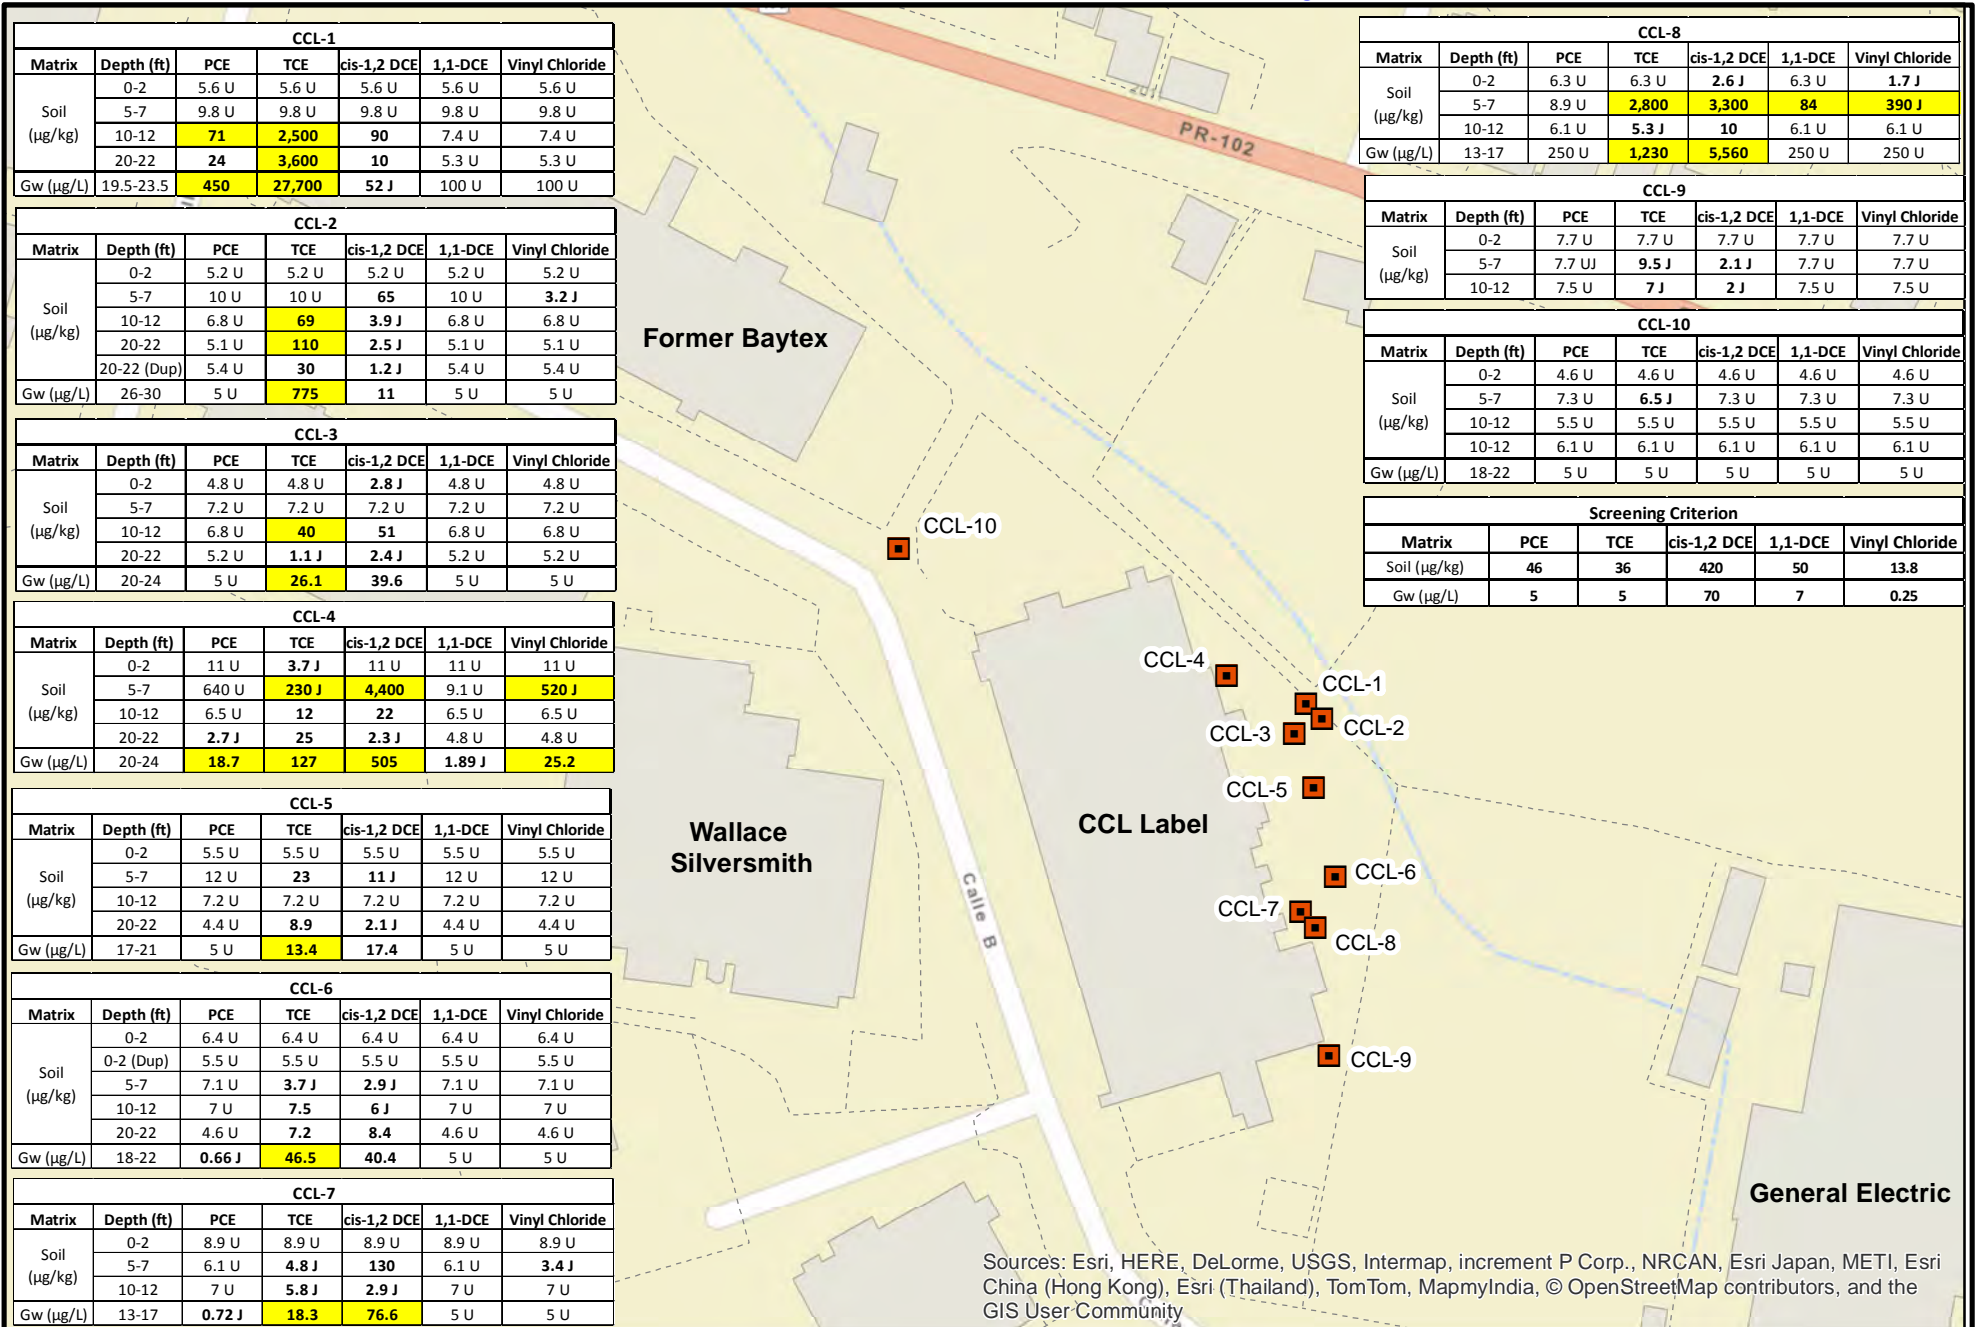 CCL-1
Matrix Depth (ft) PCE TCE cis-1,2 DCE 1,1-DCE Vinyl Chloride
Soil (µg/kg)
0-2 5.6 U 5.6 U 5.6 U 5.6 U 5.6 U
5-7 9.8 U 9.8 U 9.8 U 9.8 U 9.8 U
10-12 71 2,500 90 7.4 U 7.4 U
20-22 24 3,600 10 5.3 U 5.3 U
Gw (µg/L) 19.5-23.5 450 27,700 52 J 100 U 100 U
CCL-2
Matrix Depth (ft) PCE TCE cis-1,2 DCE 1,1-DCE Vinyl Chloride
Soil (µg/kg)
0-2 5.2 U 5.2 U 5.2 U 5.2 U 5.2 U
5-7 10 U 10 U 65 10 U 3.2 J
10-12 6.8 U 69 3.9 J 6.8 U 6.8 U
20-22 5.1 U 110 2.5 J 5.1 U 5.1 U
20-22 (Dup) 5.4 U 30 1.2 J 5.4 U 5.4 U
Gw (µg/L) 26-30 5 U 775 11 5 U 5 U
CCL-3
Matrix Depth (ft) PCE TCE cis-1,2 DCE 1,1-DCE Vinyl Chloride
Soil (µg/kg)
0-2 4.8 U 4.8 U 2.8 J 4.8 U 4.8 U
5-7 7.2 U 7.2 U 7.2 U 7.2 U 7.2 U
10-12 6.8 U 40 51 6.8 U 6.8 U
20-22 5.2 U 1.1 J 2.4 J 5.2 U 5.2 U
Gw (µg/L) 20-24 5 U 26.1 39.6 5 U 5 U
CCL-4
Matrix Depth (ft) PCE TCE cis-1,2 DCE 1,1-DCE Vinyl Chloride
Soil (µg/kg)
0-2 11 U 3.7 J 11 U 11 U 11 U
5-7 640 U 230 J 4,400 9.1 U 520 J
10-12 6.5 U 12 22 6.5 U 6.5 U
20-22 2.7 J 25 2.3 J 4.8 U 4.8 U
Gw (µg/L) 20-24 18.7 127 505 1.89 J 25.2
CCL-5
Matrix Depth (ft) PCE TCE cis-1,2 DCE 1,1-DCE Vinyl Chloride
Soil (µg/kg)
0-2 5.5 U 5.5 U 5.5 U 5.5 U 5.5 U
5-7 12 U 23 11 J 12 U 12 U
10-12 7.2 U 7.2 U 7.2 U 7.2 U 7.2 U
20-22 4.4 U 8.9 2.1 J 4.4 U 4.4 U
Gw (µg/L) 17-21 5 U 13.4 17.4 5 U 5 U
CCL-6
Matrix Depth (ft) PCE TCE cis-1,2 DCE 1,1-DCE Vinyl Chloride
Soil (µg/kg)
0-2 6.4 U 6.4 U 6.4 U 6.4 U 6.4 U
0-2 (Dup) 5.5 U 5.5 U 5.5 U 5.5 U 5.5 U
5-7 7.1 U 3.7 J 2.9 J 7.1 U 7.1 U
10-12 7 U 7.5 6 J 7 U 7 U
20-22 4.6 U 7.2 8.4 4.6 U 4.6 U
Gw (µg/L) 18-22 0.66 J 46.5 40.4 5 U 5 U
CCL-7
Matrix Depth (ft) PCE TCE cis-1,2 DCE 1,1-DCE Vinyl Chloride
Soil (µg/kg)
0-2 8.9 U 8.9 U 8.9 U 8.9 U 8.9 U
5-7 6.1 U 4.8 J 130 6.1 U 3.4 J
10-12 7 U 5.8 J 2.9 J 7 U 7 U
Gw (µg/L) 13-17 0.72 J 18.3 76.6 5 U 5 U
CCL-8
Matrix Depth (ft) PCE TCE cis-1,2 DCE 1,1-DCE Vinyl Chloride
Soil (µg/kg)
0-2 6.3 U 6.3 U 2.6 J 6.3 U 1.7 J
5-7 8.9 U 2,800 3,300 84 390 J
10-12 6.1 U 5.3 J 10 6.1 U 6.1 U
Gw (µg/L) 13-17 250 U 1,230 5,560 250 U 250 U
CCL-9
Matrix Depth (ft) PCE TCE cis-1,2 DCE 1,1-DCE Vinyl Chloride
Soil (µg/kg)
0-2 7.7 U 7.7 U 7.7 U 7.7 U 7.7 U
5-7 7.7 UJ 9.5 J 2.1 J 7.7 U 7.7 U
10-12 7.5 U 7 J 2 J 7.5 U 7.5 U
CCL-10
Matrix Depth (ft) PCE TCE cis-1,2 DCE 1,1-DCE Vinyl Chloride
Soil (µg/kg)
0-2 4.6 U 4.6 U 4.6 U 4.6 U 4.6 U
5-7 7.3 U 6.5 J 7.3 U 7.3 U 7.3 U
10-12 5.5 U 5.5 U 5.5 U 5.5 U 5.5 U
10-12 6.1 U 6.1 U 6.1 U 6.1 U 6.1 U
Gw (µg/L) 18-22 5 U 5 U 5 U 5 U 5 U
Screening Criterion
Matrix PCE TCE cis-1,2 DCE 1,1-DCE Vinyl Chloride
Soil (µg/kg) 46 36 420 50 13.8
Gw (µg/L) 5 5 70 7 0.25
PR-102
Former Baytex
CCL-10
CCL-4
CCL-1
CCL-2
CCL-3
CCL-5
CCL Label
Wallace
Silversmith
Calle B
CCL-6
CCL-7
CCL-8
CCL-9
General Electric
Sources: Esri, HERE, DeLorme, USGS, Intermap, increment P Corp., NRCAN, Esri Japan, METI, Esri
China (Hong Kong), Esri (Thailand), TomTom, MapmyIndia, © OpenStreetMap contributors, and the
GIS User Community